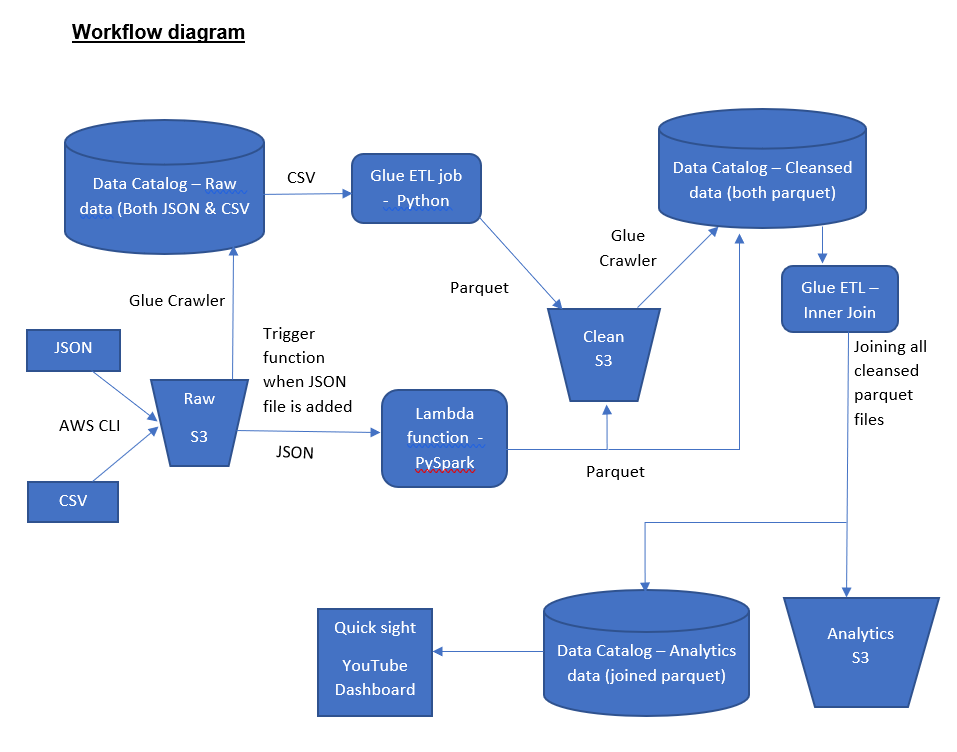 Workflow diagram
Data Catalog – Raw
data (Both JSON & CSV
CSV
Glue ETL job
- Python
Data Catalog – Cleansed
data (both parquet)
Glue
Crawler
Glue ETL –
Inner Join
Parquet
Glue Crawler
Clean
S3
Trigger
function
when JSON
file is added
JSON
AWS CLI
CSV
Raw
S3
JSON
Lambda
function -
PySpark
Parquet
Joining all
cleansed
parquet
files
Quick sight
YouTube
Dashboard
Data Catalog – Analytics
data (joined parquet)
Analytics
S3